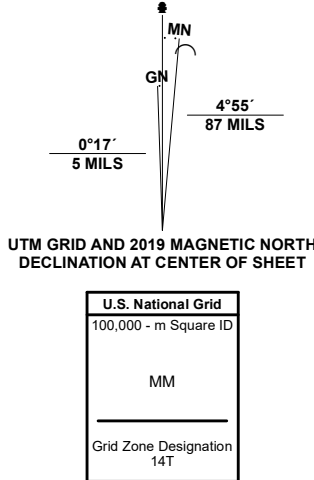 MN
GN
4°55´
87 MILS
0°17´
5 MILS
UTM GRID AND 2019 MAGNETIC NORTH
DECLINATION AT CENTER OF SHEET
U.S. National Grid
100,000 - m Square ID
MM
Grid Zone Designation
14T